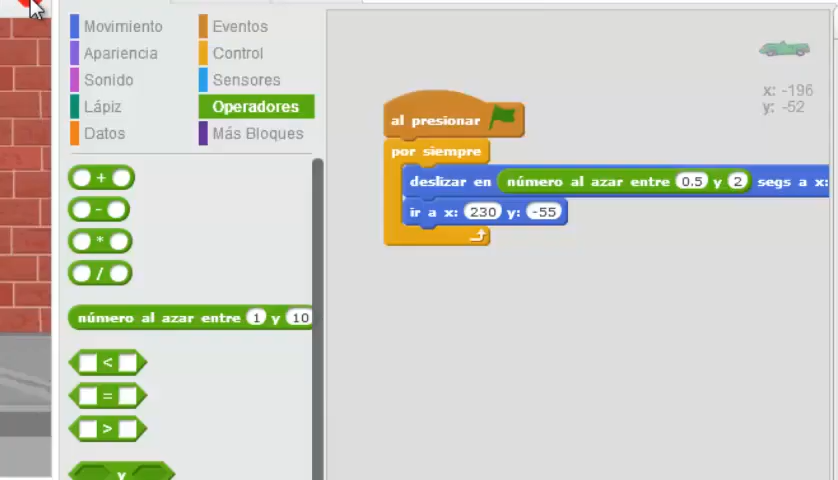 Movimiento
Eventos
Apariencia
Control
Sonido
Sensores
Lápiz
Operadores
Datos
Más Bloques
+
-
*
/
número al azar entre 1 y 10
<
=
>
y
al presionar
por siempre
deslizar en número al azar entre 0.5 y 2 segs a x:
ir a x: 230 y: -55
x: -196
y: -52